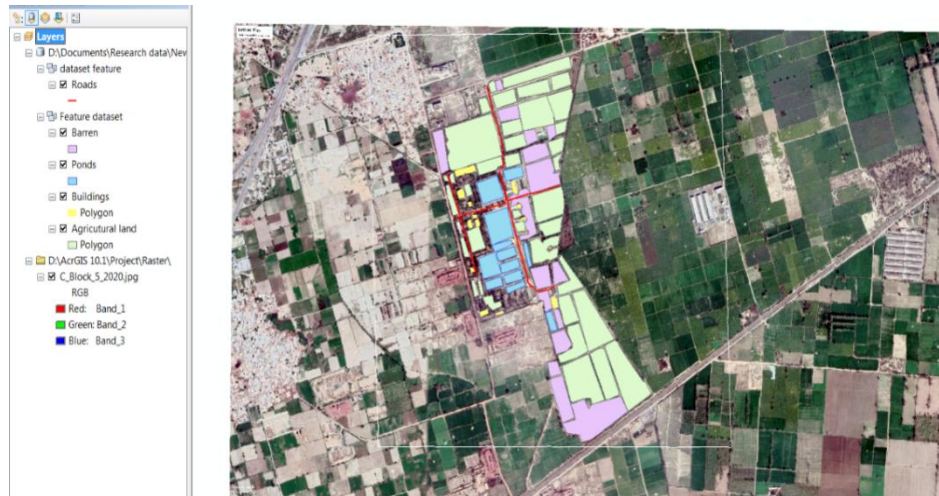 Layers
D:\Documents\Research data\New
dataset feature
Roads
Feature dataset
Barren
Ponds
Buildings
Polygon
Agricutural land
Polygon
D:\AcrGIS 10.1\Project\Raster\
C_Block_5_2020.jpg
RGB
Red: Band_1
Green: Band_2
Blue: Band_3